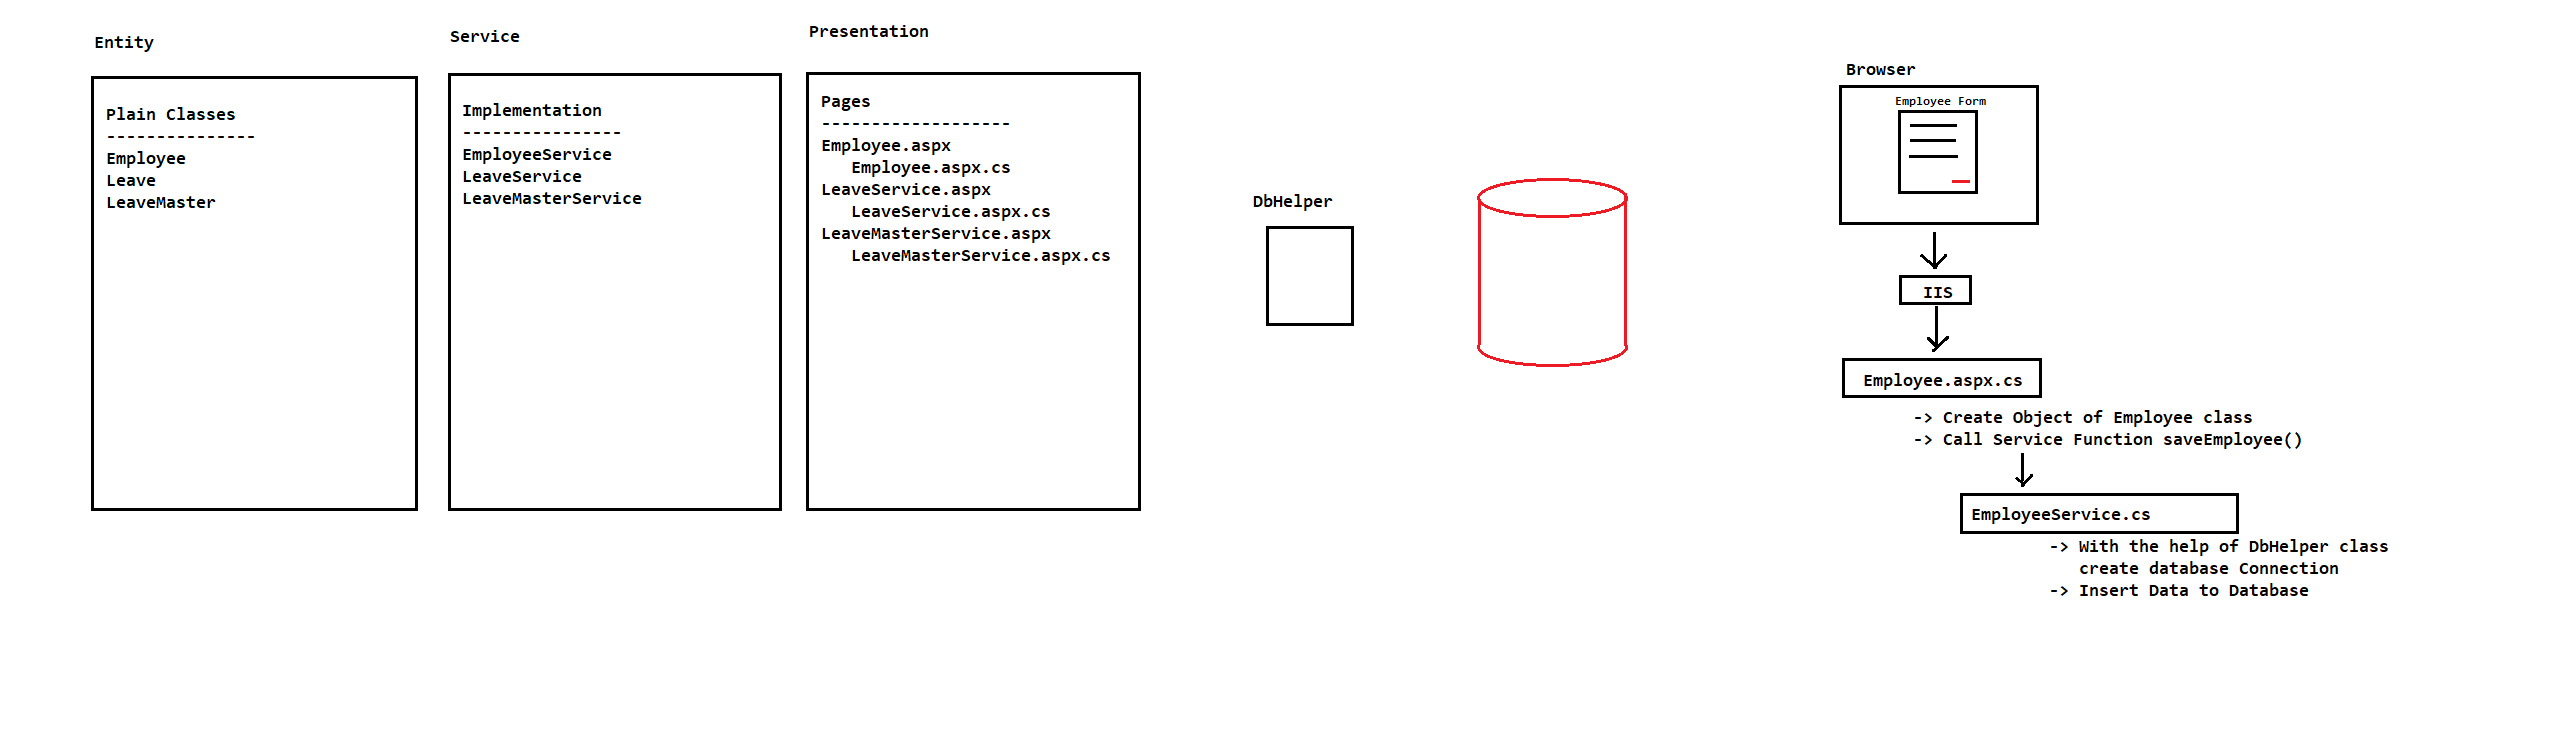 Entity
Plain Classes
---------------
Employee
Leave
LeaveMaster
Service
Implementation
----------------
EmployeeService
LeaveService
LeaveMasterService
Presentation
Pages
-------------------
Employee.aspx
Employee.aspx.cs
LeaveService.aspx
LeaveService.aspx.cs
LeaveMasterService.aspx
LeaveMasterService.aspx.cs
DbHelper
Browser
Employee Form
IIS
Employee.aspx.cs
-> Create Object of Employee class
-> Call Service Function saveEmployee()
EmployeeService.cs
-> With the help of DbHelper class
create database Connection
-> Insert Data to Database